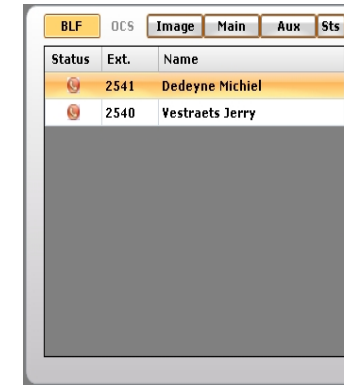 BLF OCS Image Main Aux Sts
Status Ext. Name
2541 Dedeyne Michiel
2540 Vestraets Jerry